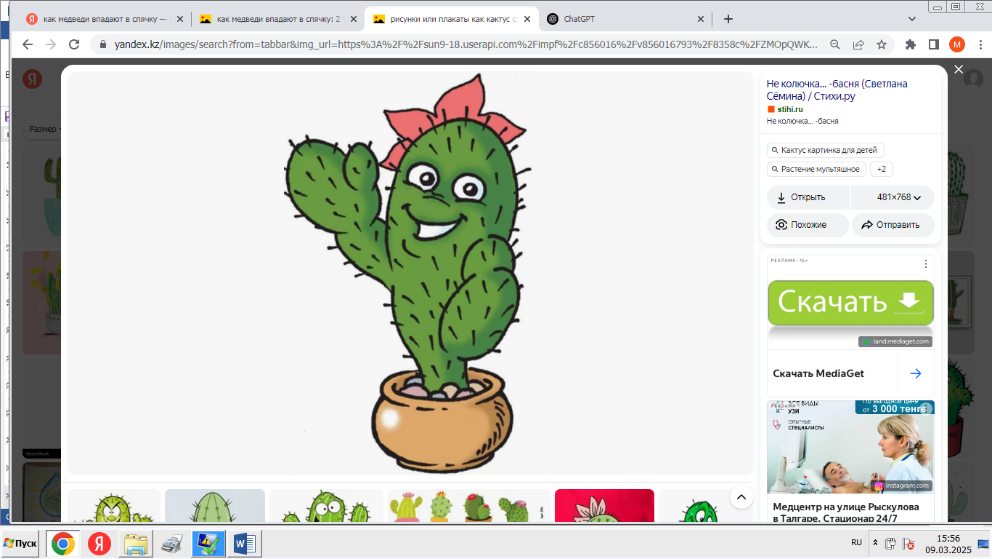 как медведи впадают в спячку —
как медведи впадают в спячку: 2
рисунки или плакаты как кактус
ChatGPT
yandex.kz/images/search?from=tabbar&img_url=https%3A%2F%2Fsun9-18.userapi.com%2Fimpf%2Fc856016%2Fv856016793%2F8358c%2FZMOpQWK...
M
Я
Размер
Не колючка... -басня (Светлана
Сёмина) / Стихи.ру
stihi.ru
Не колючка... -басня
Кактус картинка для детей
Растение мультяшное
+2
Открыть
481×768
Похожие
Отправить
РЕКЛАМА • 16+
Скачать
land.mediaget.com
Скачать MediaGet
РЕКЛАМА
ВСЕ ВИДЫ
УЗИ
от 3 000 тенге
ОПЫТНЫЕ
СПЕЦИАЛИСТЫ
instagram.com
Медцентр на улице Рыскулова
в Талгаре. Стационар 24/7
Пуск
Я
W
RU
15:56
09.03.2025